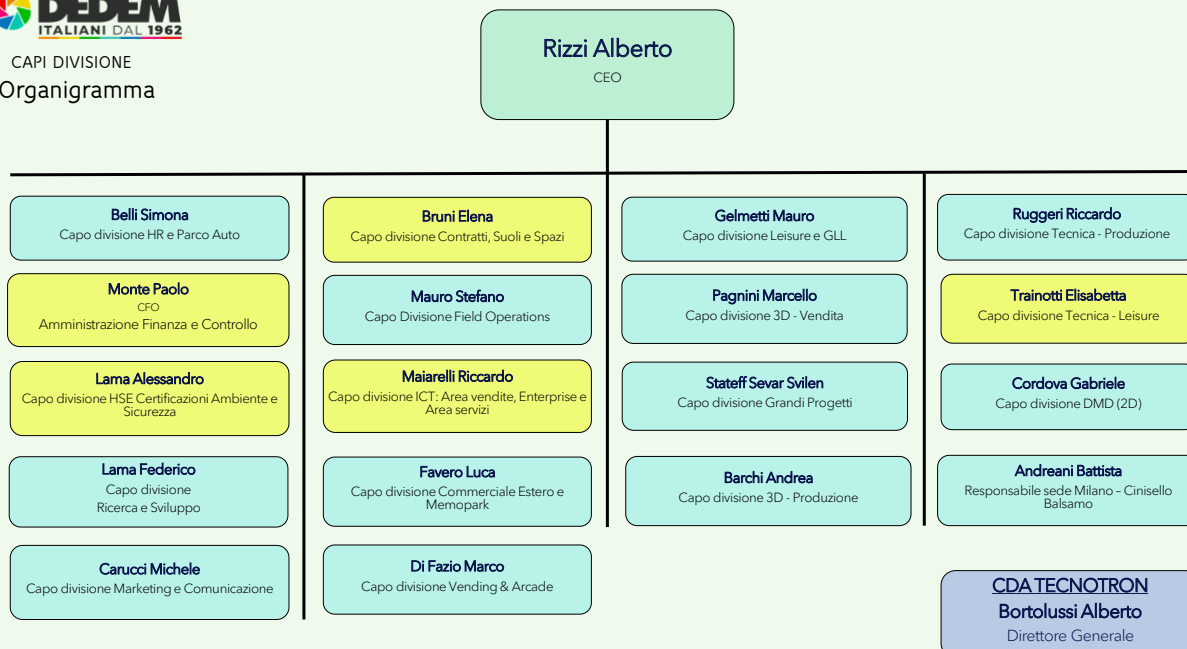 DEDEM
ITALIANI DAL 1962
CAPI DIVISIONE
Organigramma
Rizzi Alberto
CEO
Belli Simona
Capo divisione HR e Parco Auto
Monte Paolo
CFO
Amministrazione Finanza e Controllo
Lama Alessandro
Capo divisione HSE Certificazioni Ambiente e
Sicurezza
Lama Federico
Capo divisione
Ricerca e Sviluppo
Carucci Michele
Capo divisione Marketing e Comunicazione
Bruni Elena
Capo divisione Contratti, Suoli e Spazi
Mauro Stefano
Capo Divisione Field Operations
Maiarelli Riccardo
Capo divisione ICT: Area vendite, Enterprise e
Area servizi
Favero Luca
Capo divisione Commerciale Estero e
Memopark
Di Fazio Marco
Capo divisione Vending & Arcade
Gelmetti Mauro
Capo divisione Leisure e GLL
Pagnini Marcello
Capo divisione 3D - Vendita
Stateff Sevar Svilen
Capo divisione Grandi Progetti
Barchi Andrea
Capo divisione 3D - Produzione
Ruggeri Riccardo
Capo divisione Tecnica - Produzione
Trainotti Elisabetta
Capo divisione Tecnica - Leisure
Cordova Gabriele
Capo divisione DMD (2D)
Andreani Battista
Responsabile sede Milano – Cinisello
Balsamo
CDA TECNOTRON
Bortolussi Alberto
Direttore Generale